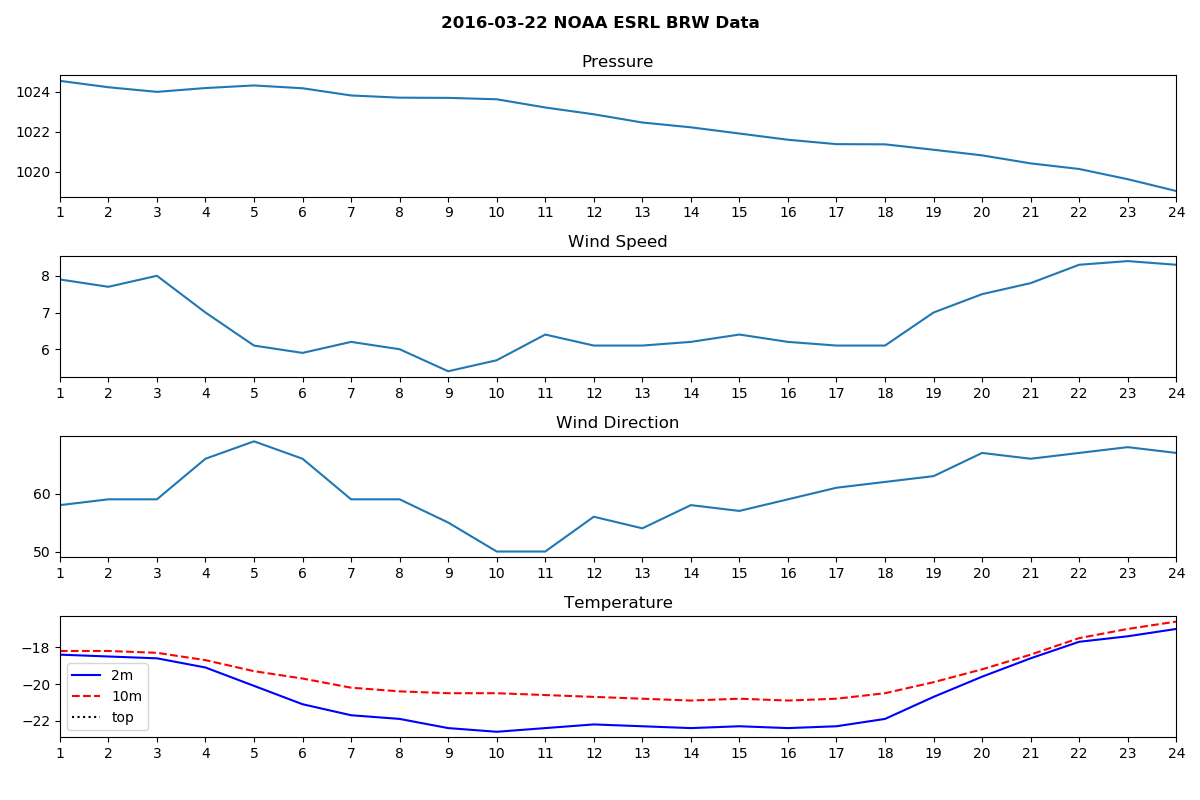 2016-03-22 NOAA ESRL BRW Data
Pressure
1024
1022
1020
1 2 3 4 5 6 7 8 9 10 11 12 13 14 15 16 17 18 19 20 21 22 23 24
Wind Speed
8
7
6
1 2 3 4 5 6 7 8 9 10 11 12 13 14 15 16 17 18 19 20 21 22 23 24
Wind Direction
60
50
1 2 3 4 5 6 7 8 9 10 11 12 13 14 15 16 17 18 19 20 21 22 23 24
Temperature
−18
−20
−22
2m
10m
top
1 2 3 4 5 6 7 8 9 10 11 12 13 14 15 16 17 18 19 20 21 22 23 24